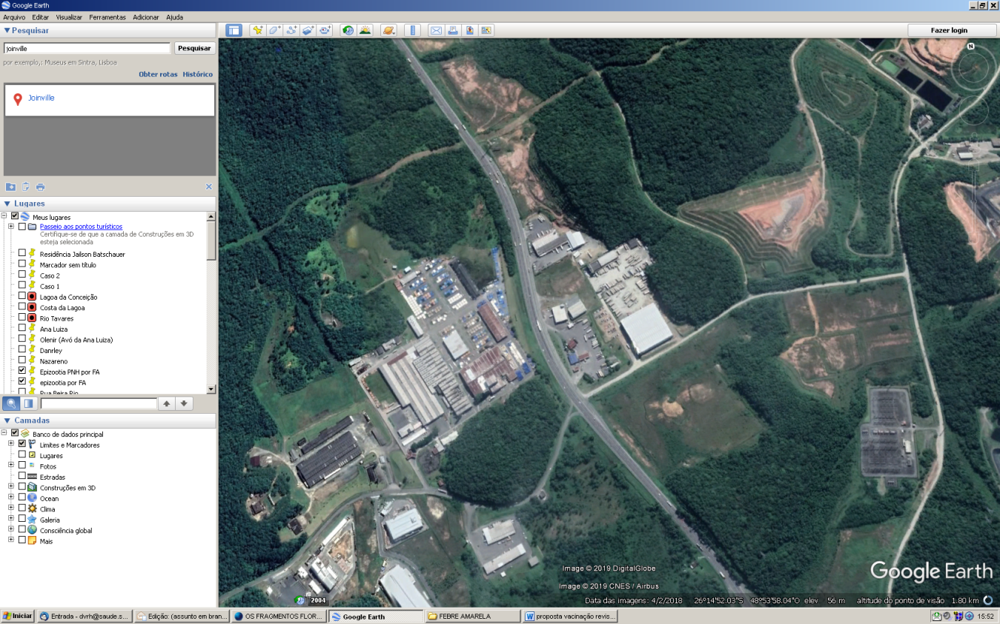 Google Earth
Arquivo Editar Visualizar Ferramentas Adicionar Ajuda
Pesquisar
joinville
Pesquisar
por exemplo,: Museus em Sintra, Lisboa
Obter rotas Histórico
Joinville
Lugares
Meus lugares
Passeio aos pontos turísticos
Certifique-se de que a camada de Construções em 3D
esteja selecionada
Residência Jailson Batschauer
Marcador sem título
Caso 2
Caso 1
Lagoa da Conceição
Costa da Lagoa
Rio Tavares
Ana Luiza
Olenir (Avó da Ana Luiza)
Danrley
Nazareno
Epizootia PNH por FA
epizootia por FA
Rua Beira Rio
Camadas
Banco de dados principal
Limites e Marcadores
Lugares
Fotos
Estradas
Construções em 3D
Ocean
Clima
Galeria
Consciência global
Mais
Fazer login
N
Image © 2019 DigitalGlobe
Image © 2019 CNES / Airbus
Google Earth
2004
Data das imagens: 4/2/2018 26°14'52.03"S 48°53'58.04"O elev 56 m altitude do ponto de visão 1.80 km
Iniciar
Entrada - dvrh@saude.s...
Edição: (assunto em bran...
OS FRAGMENTOS FLOR...
Google Earth
FEBRE AMARELA
proposta vacinação revis...
15:52